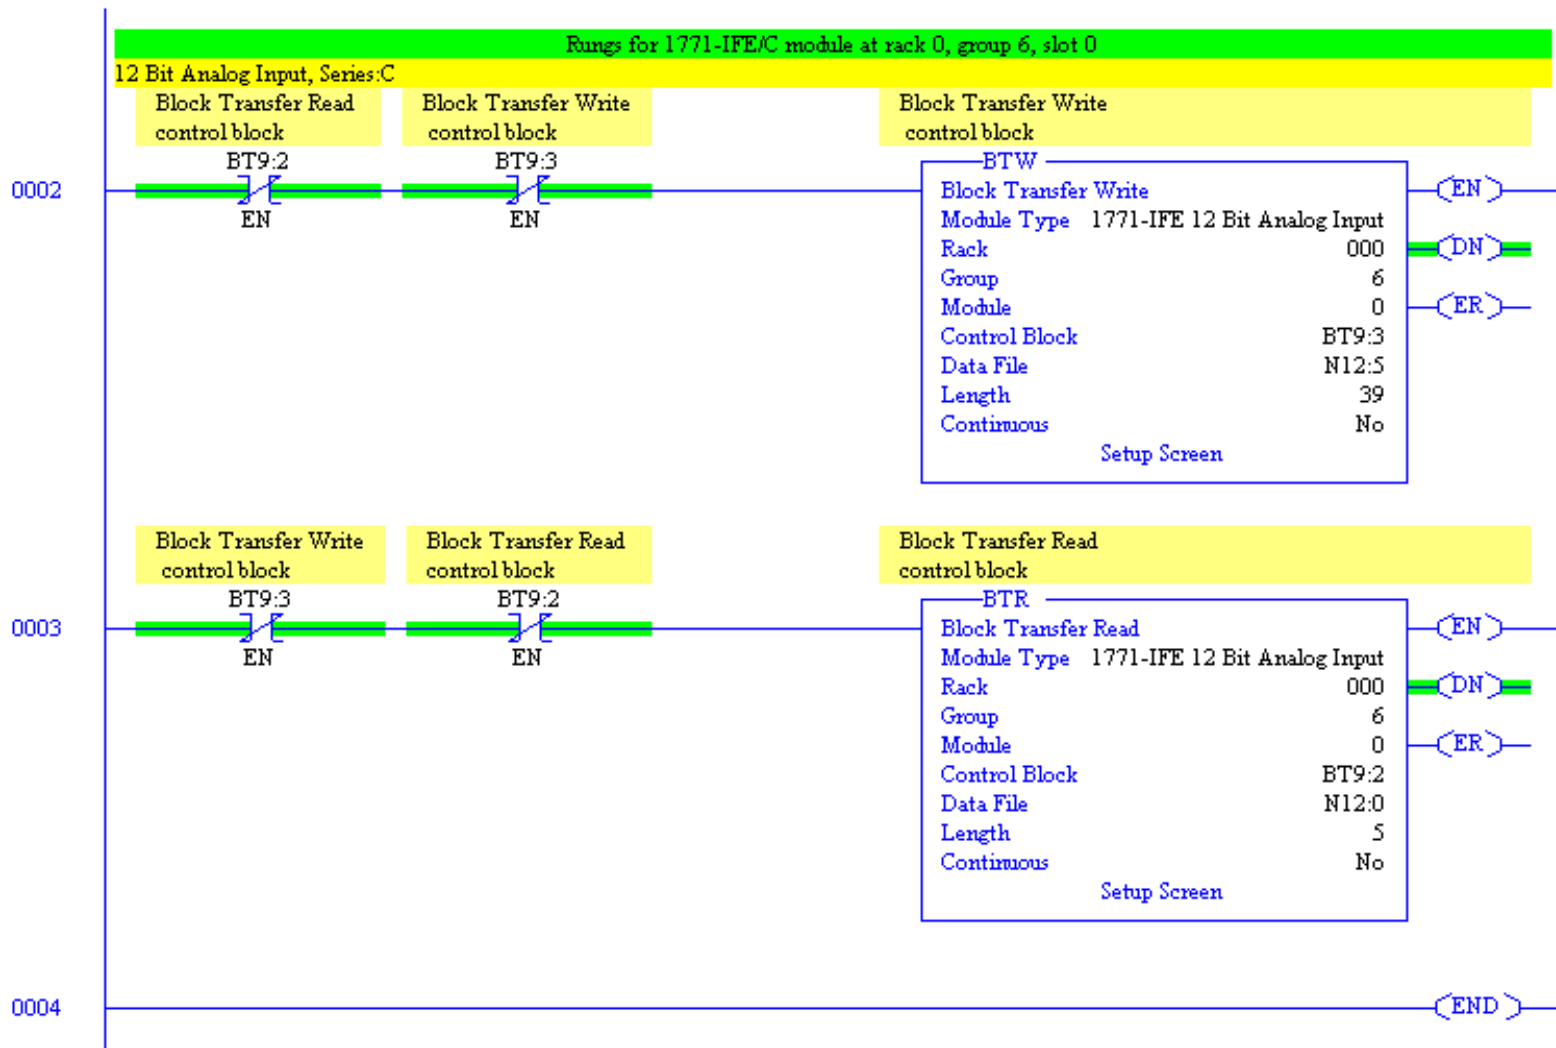 Rungs for 1771-IFE/C module at rack 0, group 6, slot 0
12 Bit Analog Input, Series:C
Block Transfer Read
control block
BT9:2
EN
Block Transfer Write
control block
BT9:3
EN
Block Transfer Write
control block
0002
BTW
Block Transfer Write
Module Type 1771-IFE 12 Bit Analog Input
Rack 000
Group 6
Module 0
Control Block BT9:3
Data File N12:5
Length 39
Continuous No
Setup Screen
EN
DN
ER
Block Transfer Write
control block
BT9:3
EN
Block Transfer Read
control block
BT9:2
EN
Block Transfer Read
control block
0003
BTR
Block Transfer Read
Module Type 1771-IFE 12 Bit Analog Input
Rack 000
Group 6
Module 0
Control Block BT9:2
Data File N12:0
Length 5
Continuous No
Setup Screen
EN
DN
ER
0004
END